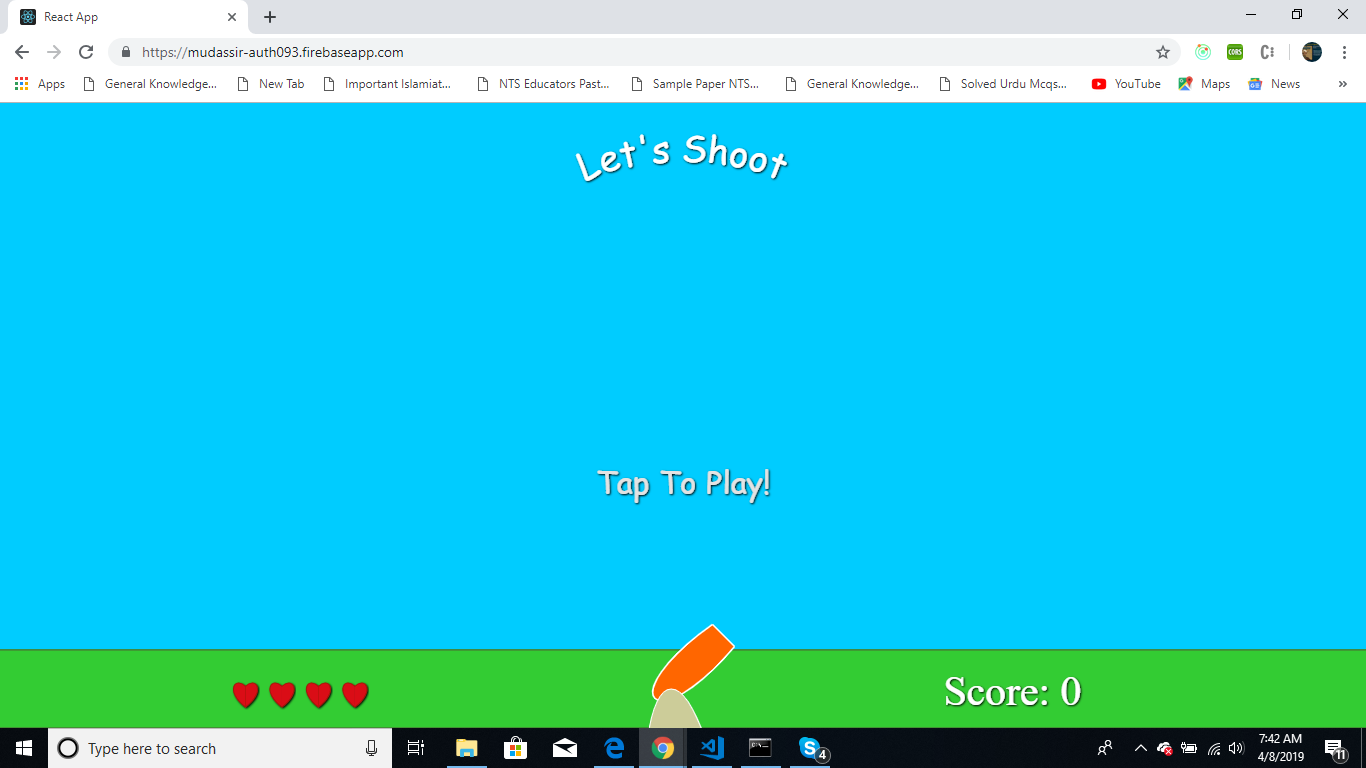 React App
https://mudassir-auth093.firebaseapp.com
CORS
Apps General Knowledge... New Tab Important Islamiat... NTS Educators Past... Sample Paper NTS... General Knowledge... Solved Urdu Mcqs... YouTube Maps News »
Let's Shoot
Tap To Play!
Score: 0
Type here to search
4
7:42 AM
4/8/2019
11